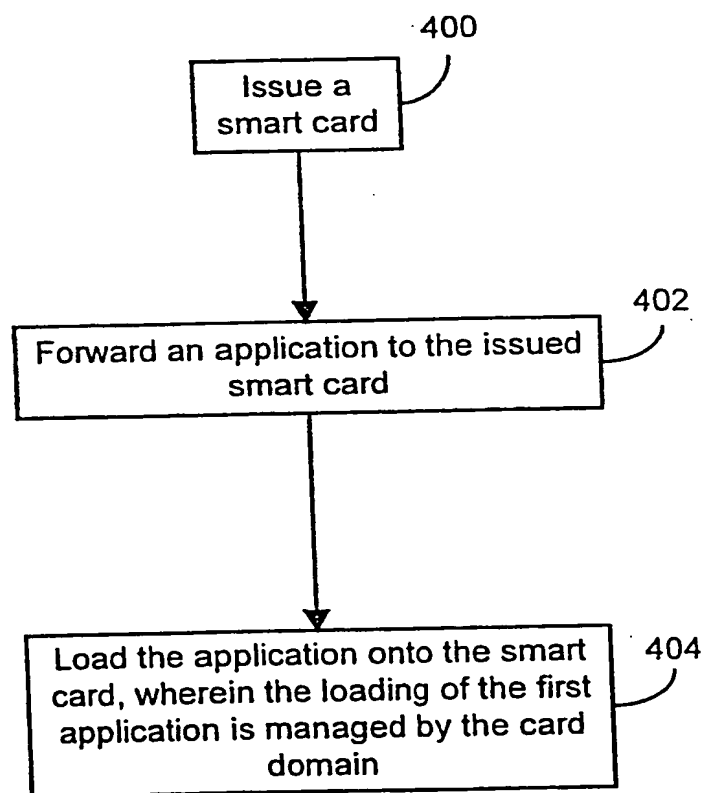 400
Issue a
smart card
402
Forward an application to the issued
smart card
404
Load the application onto the smart
card, wherein the loading of the first
application is managed by the card
domain